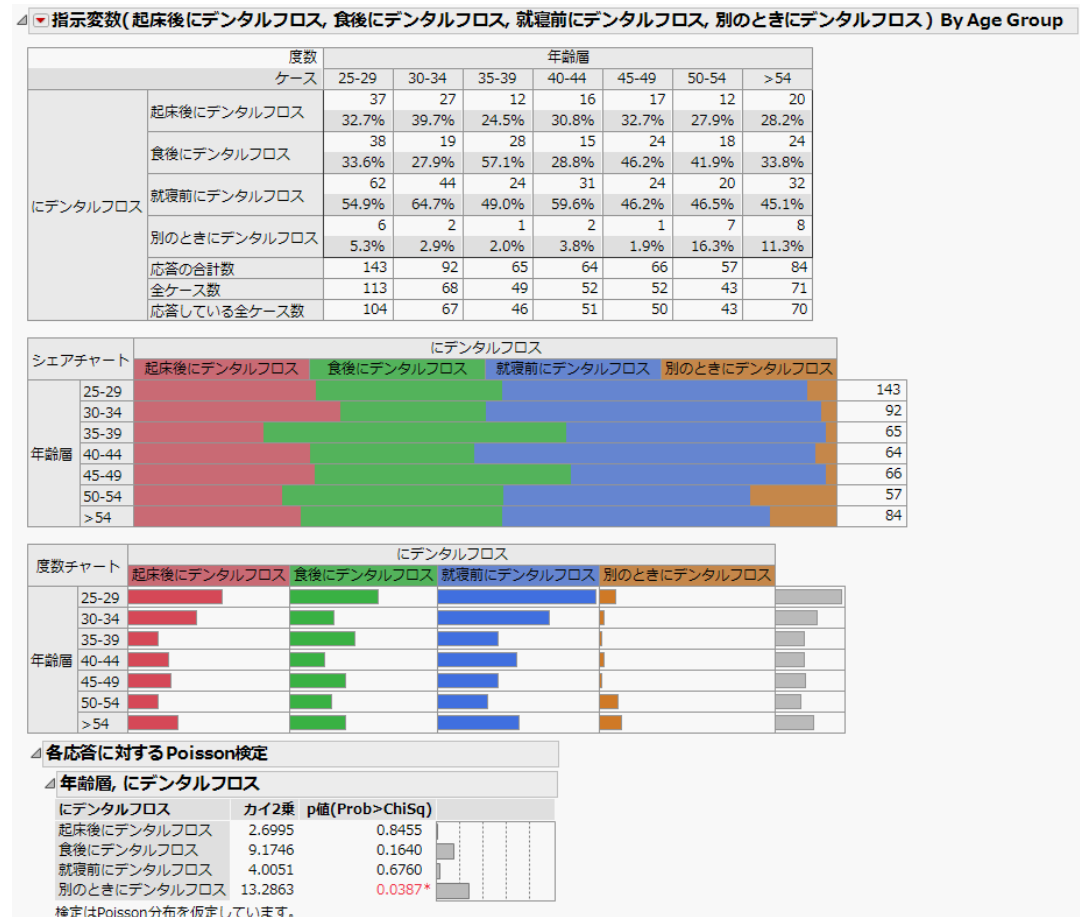 指示変数(起床後にデンタルフロス, 食後にデンタルフロス, 就寝前にデンタルフロス, 別のときにデンタルフロス) By Age Group
度数 年齢層
ケース 25-29 30-34 35-39 40-44 45-49 50-54 >54
にデンタルフロス
起床後にデンタルフロス 37 27 12 16 17 12 20
32.7% 39.7% 24.5% 30.8% 32.7% 27.9% 28.2%
食後にデンタルフロス 38 19 28 15 24 18 24
33.6% 27.9% 57.1% 28.8% 46.2% 41.9% 33.8%
就寝前にデンタルフロス 62 44 24 31 24 20 32
54.9% 64.7% 49.0% 59.6% 46.2% 46.5% 45.1%
別のときにデンタルフロス 6 2 1 2 1 7 8
5.3% 2.9% 2.0% 3.8% 1.9% 16.3% 11.3%
応答の合計数 143 92 65 64 66 57 84
全ケース数 113 68 49 52 52 43 71
応答している全ケース数 104 67 46 51 50 43 70
シェアチャート にデンタルフロス
起床後にデンタルフロス 食後にデンタルフロス 就寝前にデンタルフロス 別のときにデンタルフロス
年齢層
25-29 143
30-34 92
35-39 65
40-44 64
45-49 66
50-54 57
>54 84
度数チャート にデンタルフロス
起床後にデンタルフロス 食後にデンタルフロス 就寝前にデンタルフロス 別のときにデンタルフロス
年齢層
25-29
30-34
35-39
40-44
45-49
50-54
>54
各応答に対するPoisson検定
年齢層, にデンタルフロス
にデンタルフロス カイ2乗 p値(Prob>ChiSq)
起床後にデンタルフロス 2.6995 0.8455
食後にデンタルフロス 9.1746 0.1640
就寝前にデンタルフロス 4.0051 0.6760
別のときにデンタルフロス 13.2863 0.0387*
検定はPoisson分布を仮定しています。